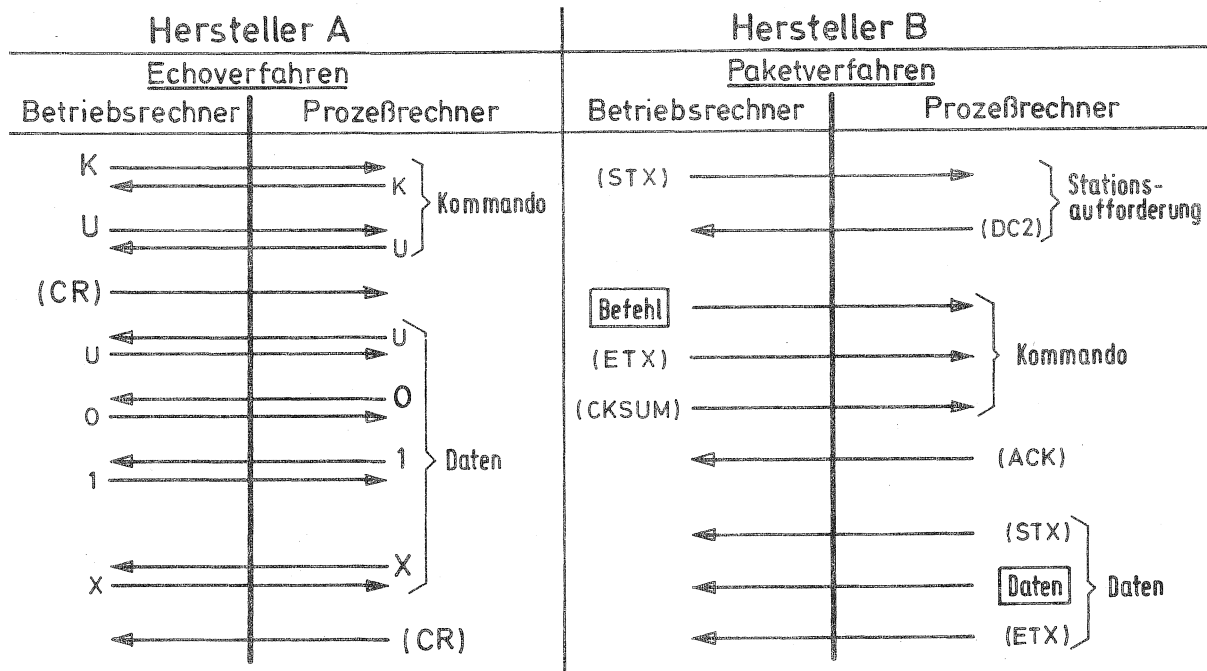 Hersteller A
Echoverfahren
Betriebsrechner Prozeßrechner
K
K
U
U
Kommando
(CR)
U
U
O
O
1
1
X
X
Daten
(CR)
Hersteller B
Paketverfahren
Betriebsrechner Prozeßrechner
(STX)
(DC2)
Stations-
aufforderung
Befehl
(ETX)
(CKSUM)
Kommando
(ACK)
(STX)
Daten
(ETX)
Daten